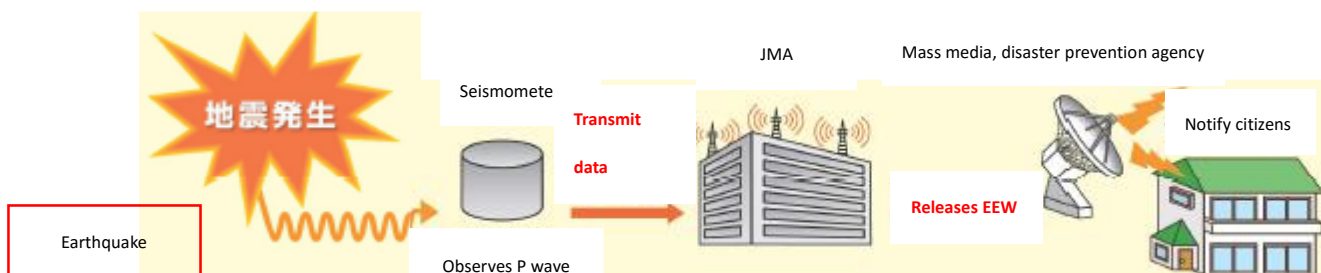 JMA
Mass media, disaster prevention agency
地震発生
Seismomete
Transmit
data
Notify citizens
Releases EEW
Earthquake
Observes P wave